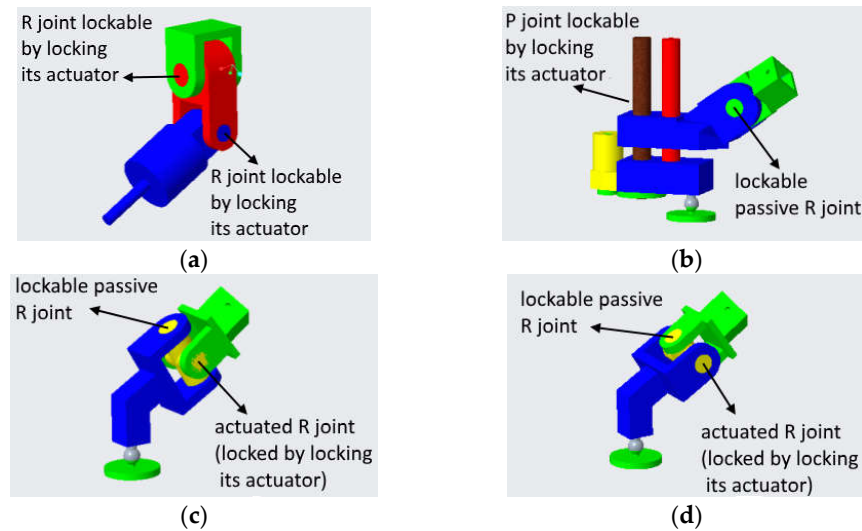 R joint lockable
by locking
its actuator
R joint lockable
by locking
its actuator
(a)
P joint lockable
by locking
its actuator
lockable
passive R joint
(b)
lockable passive
R joint
actuated R joint
(locked by locking
its actuator)
(c)
lockable passive
R joint
actuated R joint
(locked by locking
its actuator)
(d)